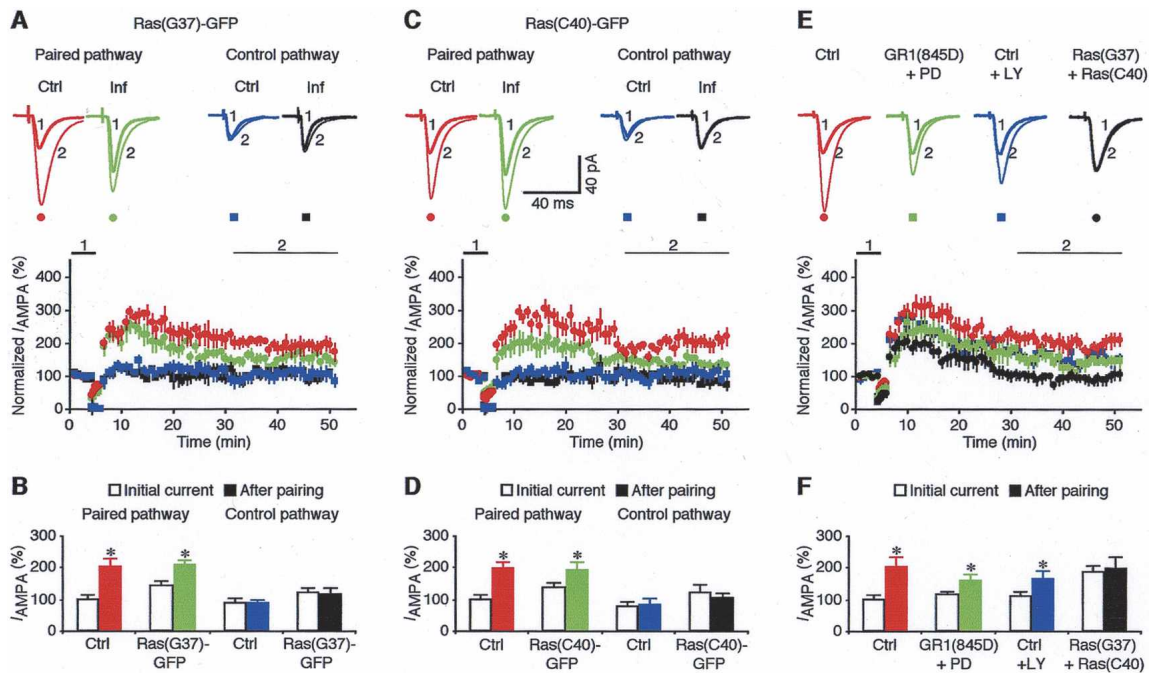 A
Ras(G37)-GFP
Paired pathway
Control pathway
Ctrl
Inf
Ctrl
Inf
1
2
1
2
1
2
1
2
1
2
Normalized IAMPA (%)
400
300
200
100
0
0
10
20
30
40
50
Time (min)
B
Initial current
After pairing
Paired pathway
Control pathway
IAMPA (%)
300
200
100
0
*
*
Ctrl
Ras(G37)-
GFP
Ctrl
Ras(G37)-
GFP
C
Ras(C40)-GFP
Paired pathway
Control pathway
Ctrl
Inf
Ctrl
Inf
1
2
1
2
1
2
1
2
40 pA
40 ms
1
2
Normalized IAMPA (%)
400
300
200
100
0
0
10
20
30
40
50
Time (min)
D
Initial current
After pairing
Paired pathway
Control pathway
IAMPA (%)
300
200
100
0
*
*
Ctrl
Ras(C40)-
GFP
Ctrl
Ras(C40)-
GFP
E
Ctrl
GR1(845D)
+ PD
Ctrl
+ LY
Ras(G37)
+ Ras(C40)
1
2
1
2
1
2
1
2
1
2
Normalized IAMPA (%)
400
300
200
100
0
0
10
20
30
40
50
Time (min)
F
Initial current
After pairing
IAMPA (%)
300
200
100
0
*
*
*
Ctrl
GR1(845D)
+ PD
Ctrl
+LY
Ras(G37)
+ Ras(C40)